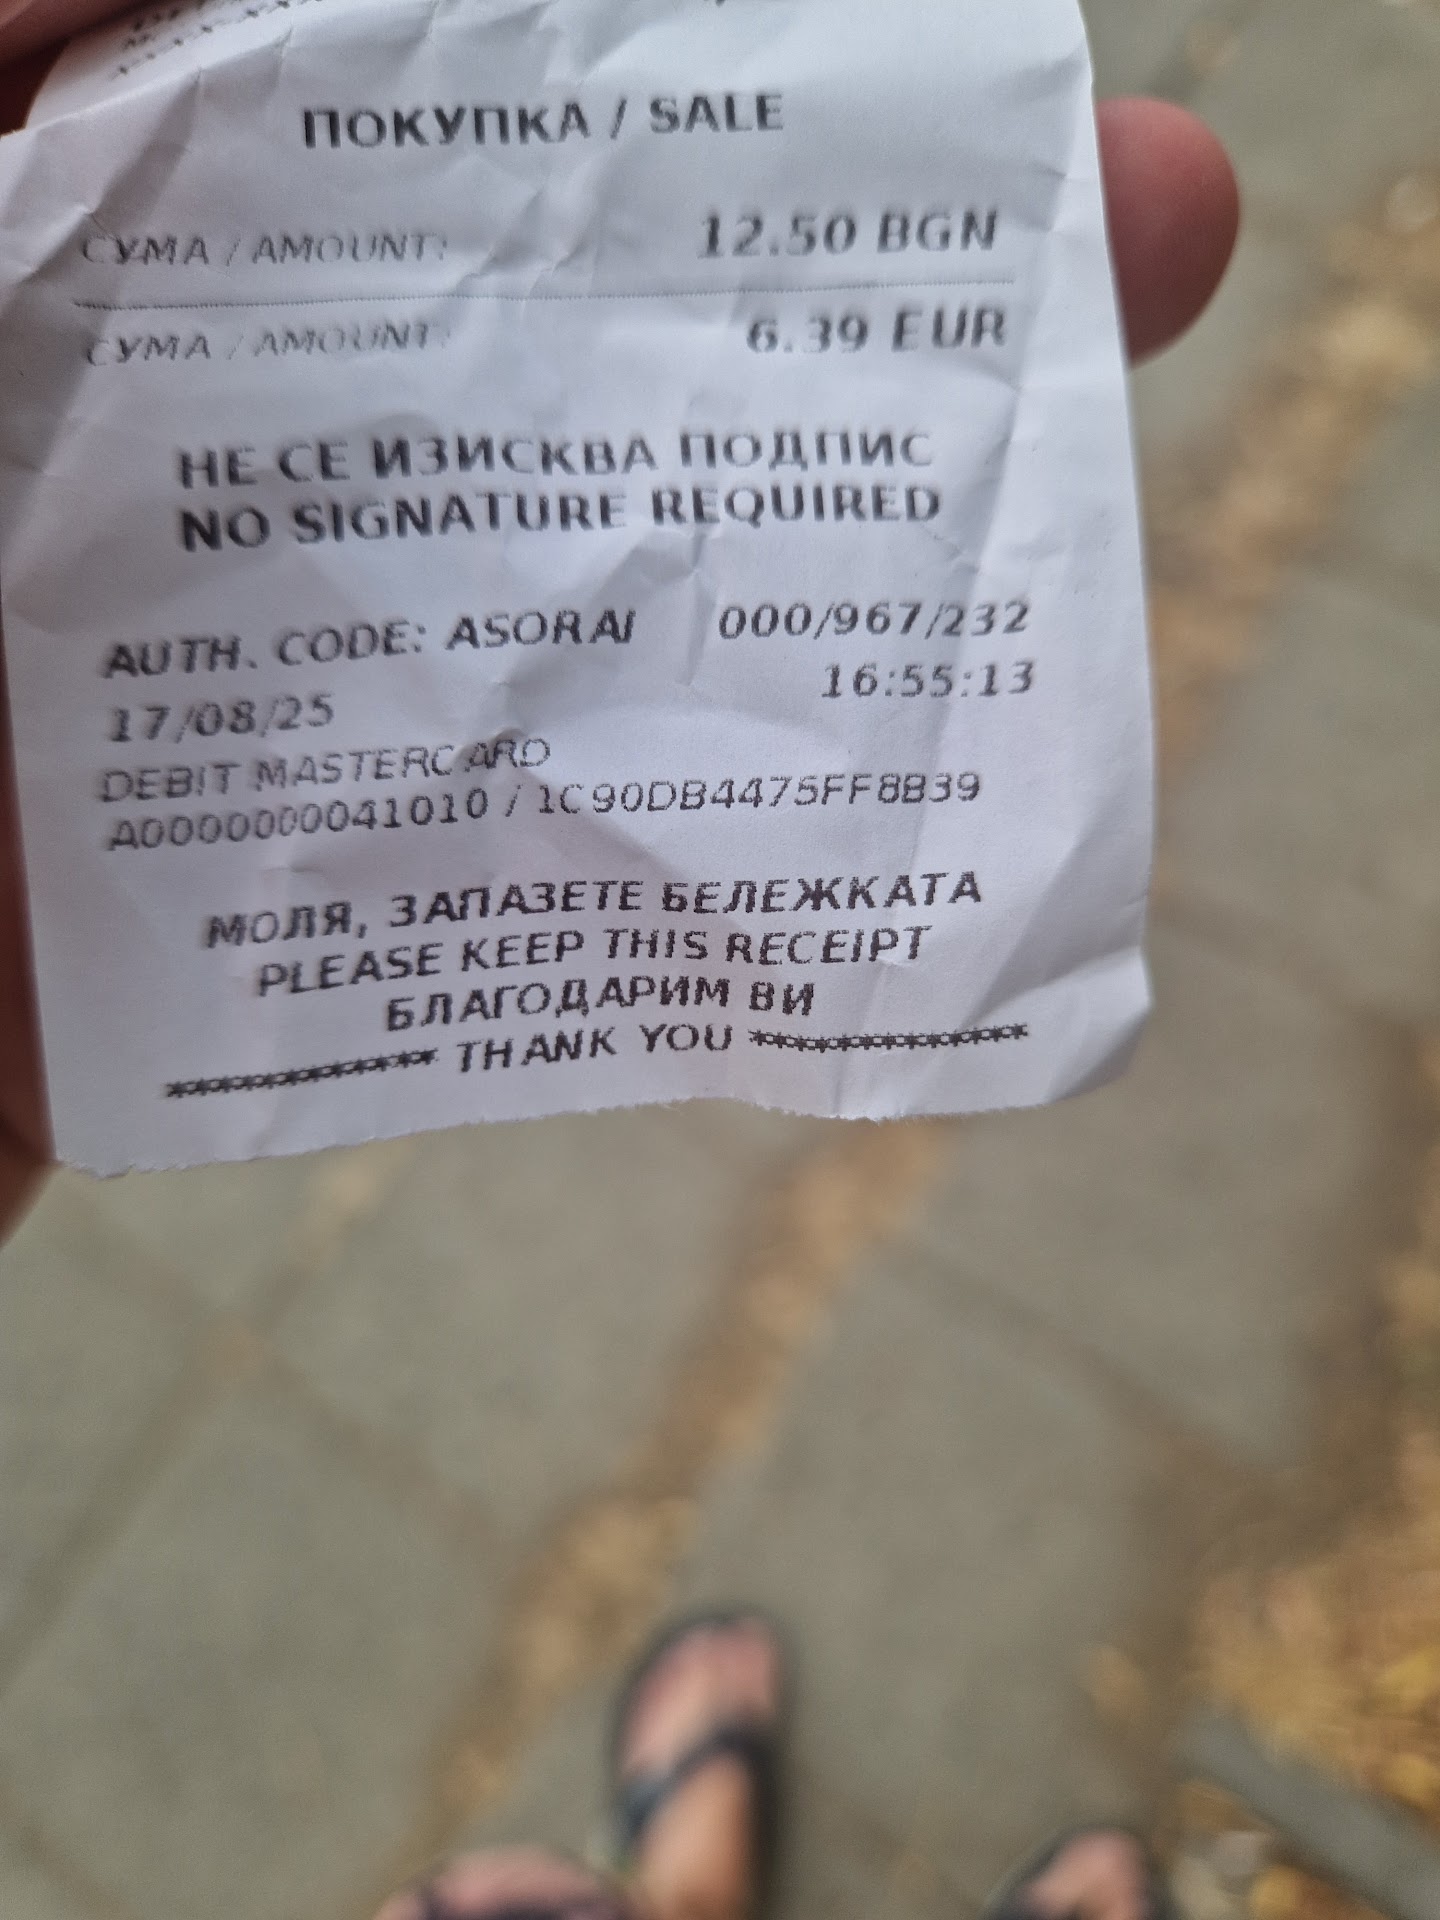 ПОКУПКА / SALE
СУМА / AMOUNT: 12.50 BGN
СУМА / AMOUNT: 6.39 EUR
НЕ СЕ ИЗИСКВА ПОДПИС
NO SIGNATURE REQUIRED
AUTH. CODE: ASORAI 000/967/232
17/08/25 16:55:13
DEBIT MASTERCARD
A0000000041010 / 1C90DB4475FF8B39
МОЛЯ, ЗАПАЗЕТЕ БЕЛЕЖКАТА
PLEASE KEEP THIS RECEIPT
БЛАГОДАРИМ ВИ
************** THANK YOU **************